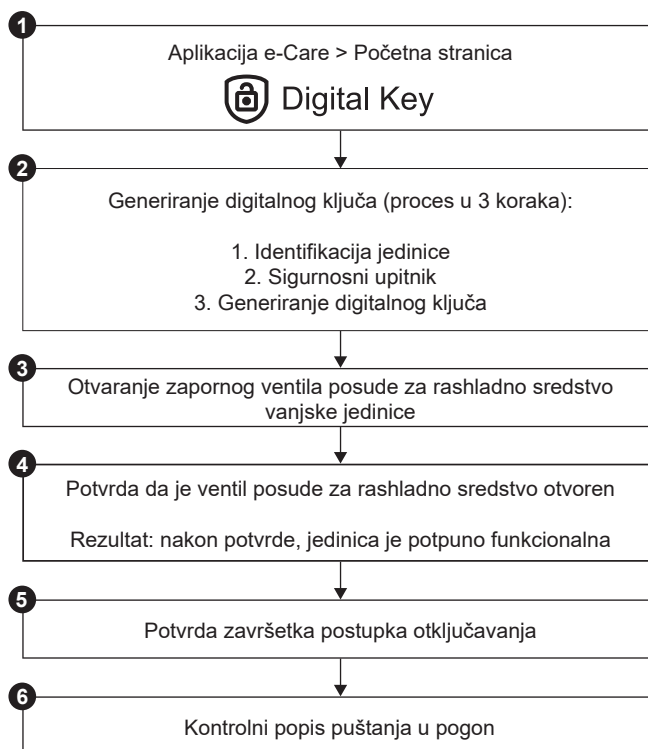 1
Aplikacija e-Care > Početna stranica
Digital Key
2
Generiranje digitalnog ključa (proces u 3 koraka):
1. Identifikacija jedinice
2. Sigurnosni upitnik
3. Generiranje digitalnog ključa
3
Otvaranje zapornog ventila posude za rashladno sredstvo
vanjske jedinice
4
Potvrda da je ventil posude za rashladno sredstvo otvoren
Rezultat: nakon potvrde, jedinica je potpuno funkcionalna
5
Potvrda završetka postupka otključavanja
6
Kontrolni popis puštanja u pogon